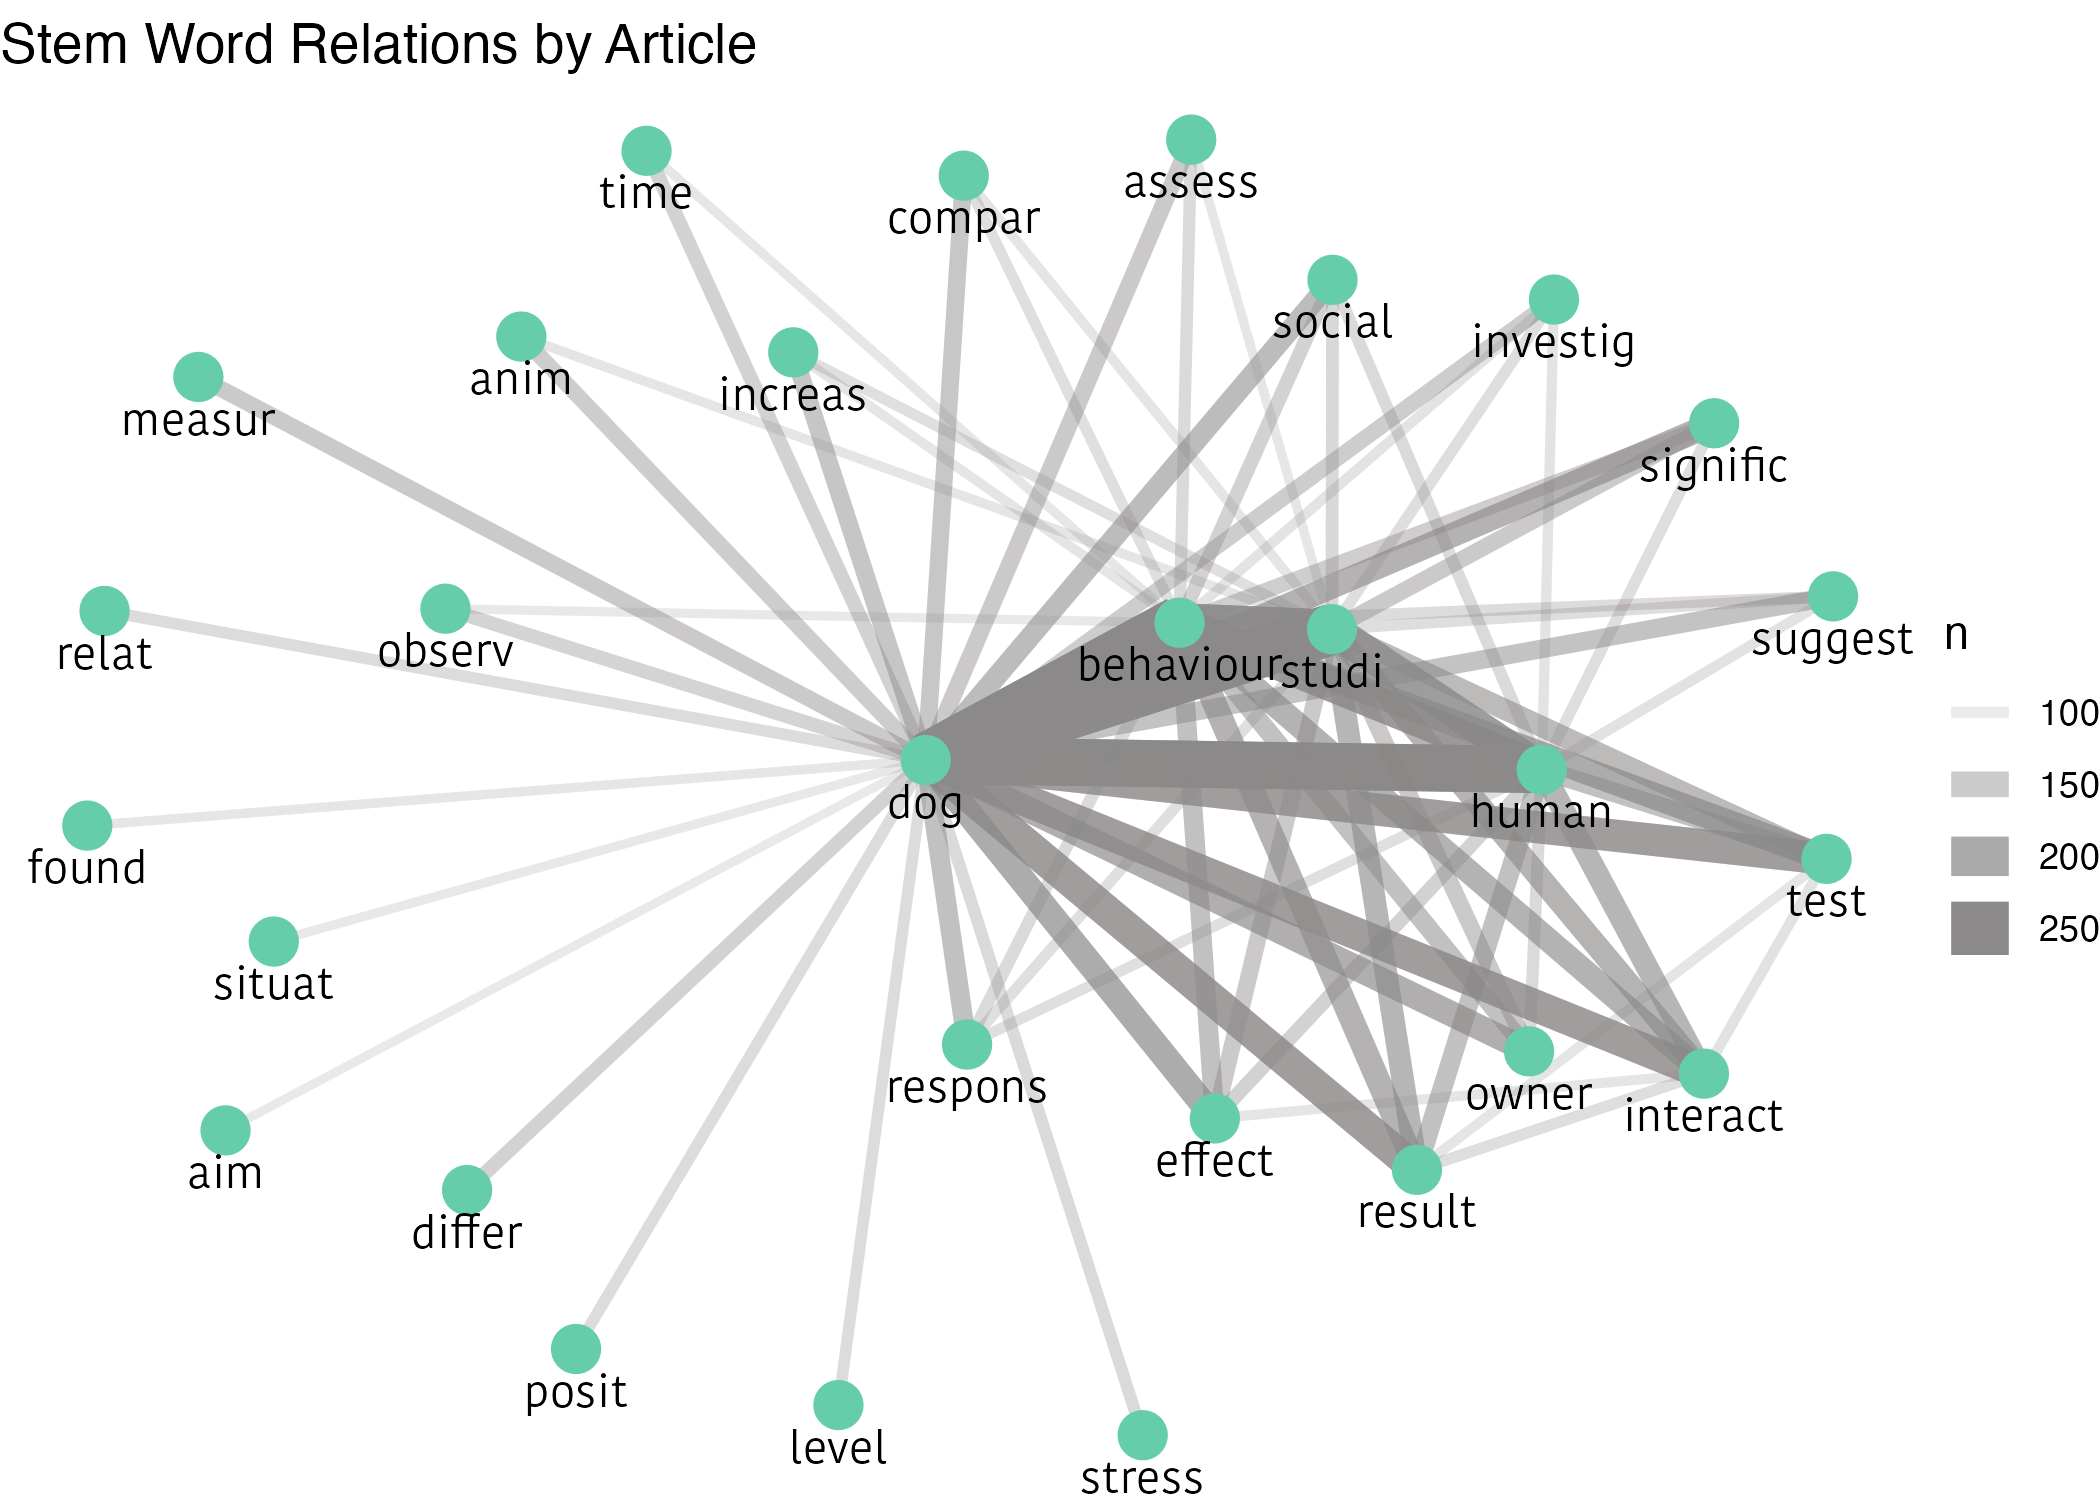 Stem Word Relations by Article
time
compar
assess
social
investig
anim
increas
measur
signific
relat
observ
behaviour
studi
suggest
n
100
150
200
250
dog
human
found
test
situat
respons
owner
interact
aim
effect
differ
result
posit
level
stress